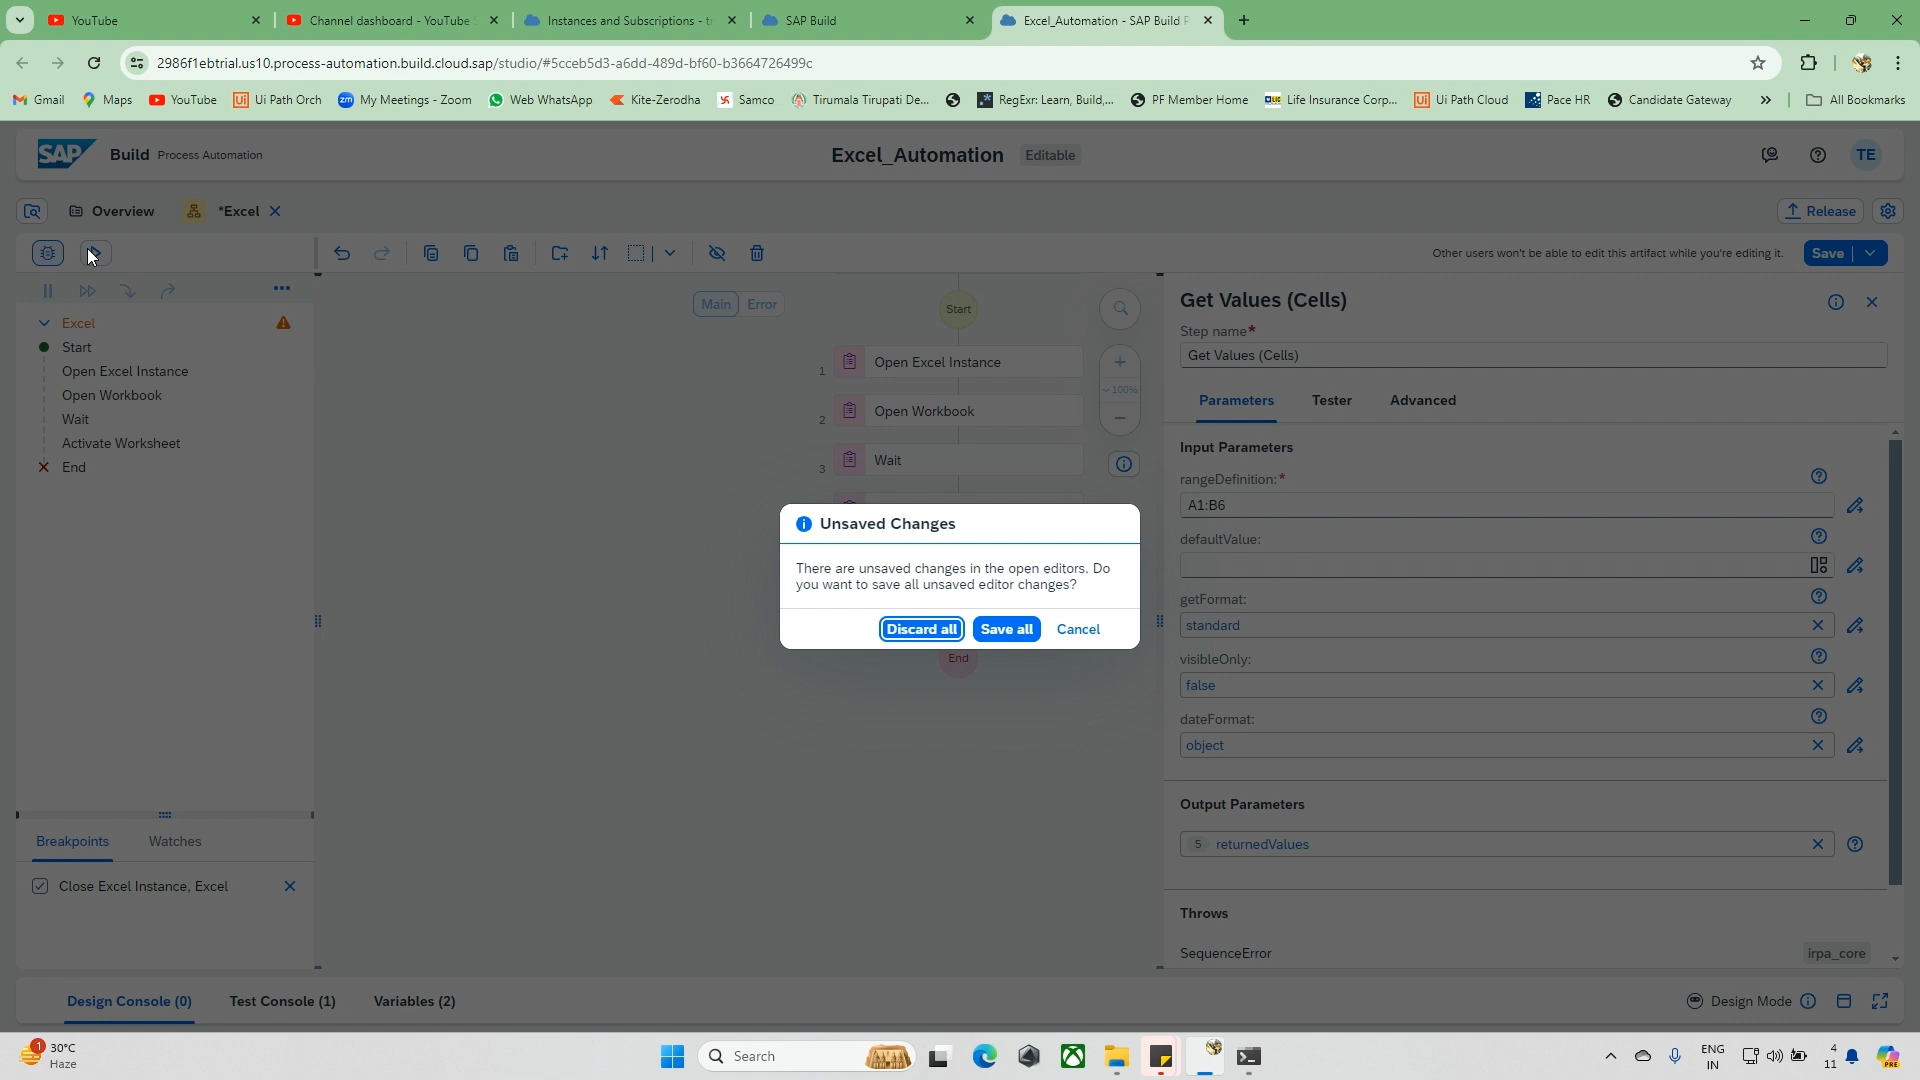 YouTube
Channel dashboard - YouTube S
Instances and Subscriptions - tr
SAP Build
Excel_Automation - SAP Build P
2986f1ebtrial.us10.process-automation.build.cloud.sap/studio/#5cceb5d3-a6dd-489d-bf60-b3664726499c
Gmail
Maps
YouTube
Ui Path Orch
My Meetings - Zoom
Web WhatsApp
Kite-Zerodha
Samco
Tirumala Tirupati De...
RegExr: Learn, Build,...
PF Member Home
Life Insurance Corp...
Ui Path Cloud
Pace HR
Candidate Gateway
All Bookmarks
SAP
Build
Process Automation
Excel_Automation
Editable
TE
Overview
*Excel
Release
Other users won't be able to edit this artifact while you're editing it.
Save
Excel
Start
Open Excel Instance
Open Workbook
Wait
Activate Worksheet
End
Main
Error
Start
1
Open Excel Instance
2
Open Workbook
3
Wait
End
100%
Unsaved Changes
There are unsaved changes in the open editors. Do
you want to save all unsaved editor changes?
Discard all
Save all
Cancel
Get Values (Cells)
Step name*
Get Values (Cells)
Parameters
Tester
Advanced
Input Parameters
rangeDefinition:*
A1:B6
defaultValue:
getFormat:
standard
visibleOnly:
false
dateFormat:
object
Output Parameters
5
returnedValues
Throws
SequenceError
irpa_core
Breakpoints
Watches
Close Excel Instance, Excel
Design Console (0)
Test Console (1)
Variables (2)
Design Mode
1
30°C
Haze
Search
ENG
IN
4
11
PRE